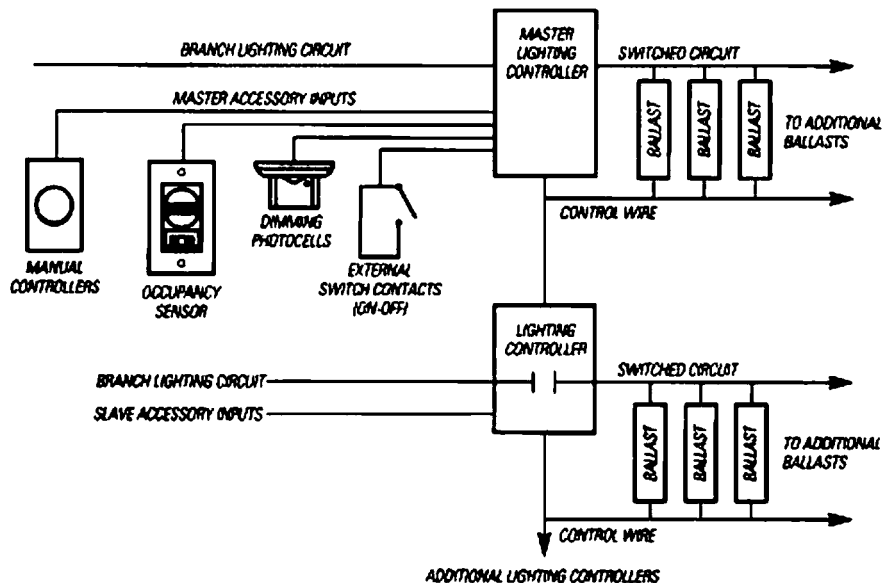 MASTER
LIGHTING
CONTROLLER
BRANCH LIGHTING CIRCUIT
SWITCHED CIRCUIT
MASTER ACCESSORY INPUTS
BALLAST
BALLAST
BALLAST
TO ADDITIONAL
BALLASTS
CONTROL WIRE
MANUAL
CONTROLLERS
OCCUPANCY
SENSOR
DIMMING
PHOTOCELLS
EXTERNAL
SWITCH CONTACTS
(ON-OFF)
LIGHTING
CONTROLLER
BRANCH LIGHTING CIRCUIT
SWITCHED CIRCUIT
SLAVE ACCESSORY INPUTS
BALLAST
BALLAST
BALLAST
TO ADDITIONAL
BALLASTS
CONTROL WIRE
ADDITIONAL LIGHTING CONTROLLERS